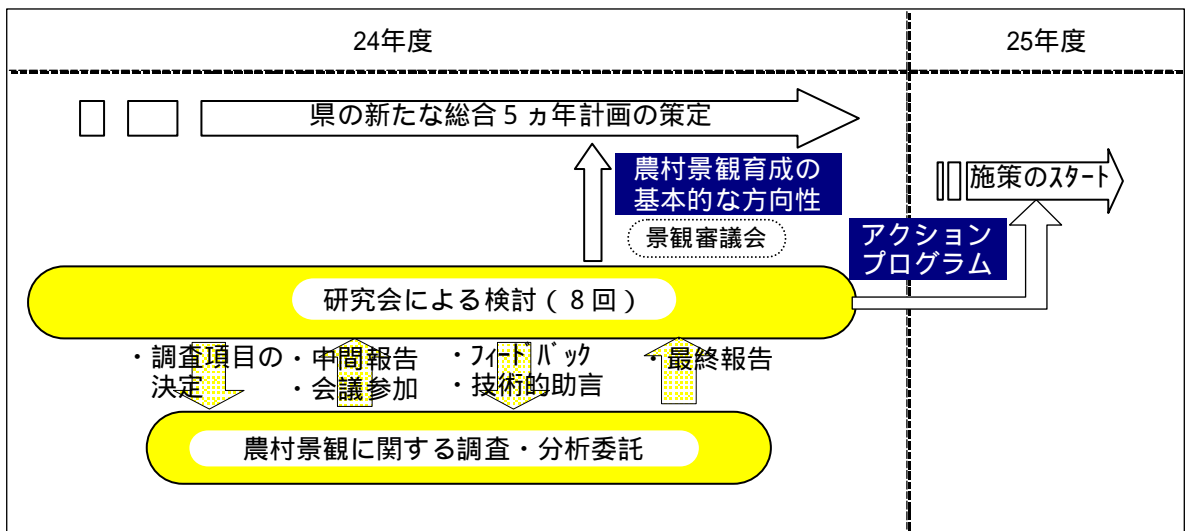 24年度
25年度
県の新たな総合５ヵ年計画の策定
農村景観育成の
基本的な方向性
景観審議会
施策のｽﾀｰﾄ
アクション
プログラム
研究会による検討（８回）
・調査項目の
決定
・中間報告
・会議参加
・ﾌｨｰﾄﾞﾊﾞｯｸ
・技術的助言
・最終報告
農村景観に関する調査・分析委託